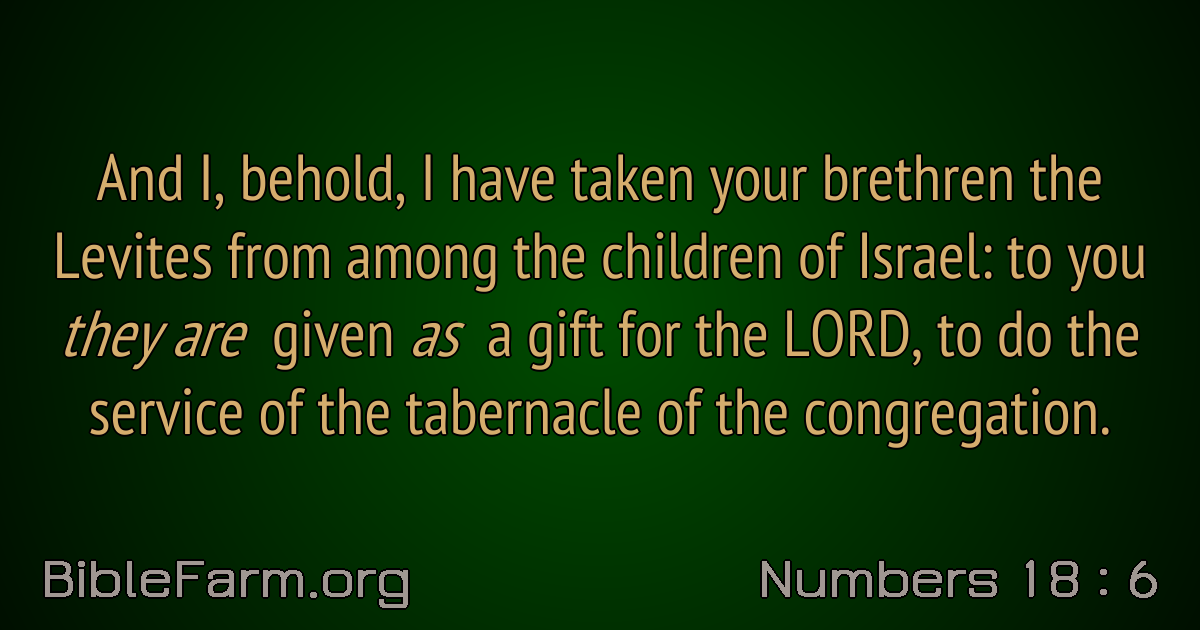 And I, behold, I have taken your brethren the
Levites from among the children of Israel: to you
they are given as a gift for the LORD, to do the
service of the tabernacle of the congregation.
BibleFarm.org
Numbers 18 : 6